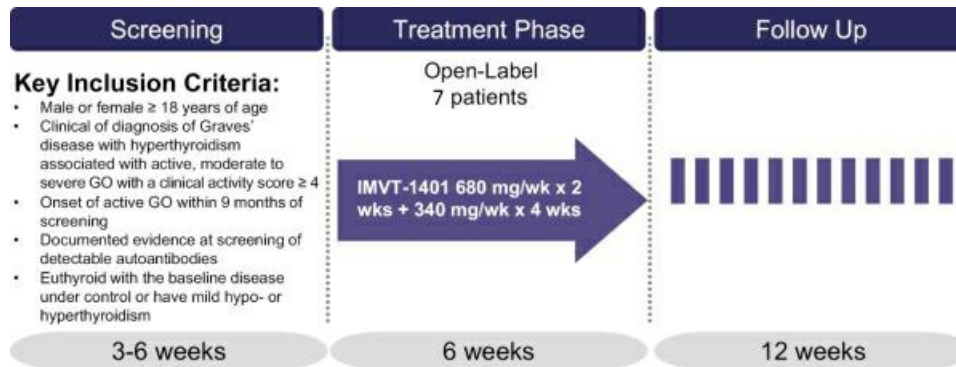 Screening
Treatment Phase
Follow Up
Key Inclusion Criteria:
• Male or female ≥ 18 years of age
• Clinical of diagnosis of Graves'
disease with hyperthyroidism
associated with active, moderate to
severe GO with a clinical activity score ≥ 4
• Onset of active GO within 9 months of
screening
• Documented evidence at screening of
detectable autoantibodies
• Euthyroid with the baseline disease
under control or have mild hypo- or
hyperthyroidism
Open-Label
7 patients
IMVT-1401 680 mg/wk x 2
wks + 340 mg/wk x 4 wks
3-6 weeks
6 weeks
12 weeks